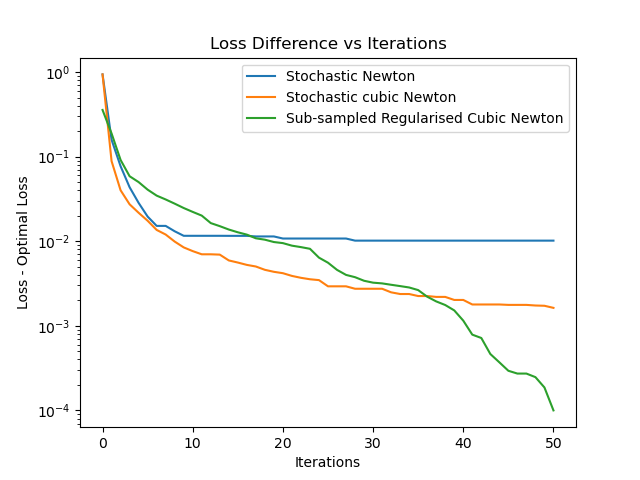 Loss Difference vs Iterations
Stochastic Newton
Stochastic cubic Newton
Sub-sampled Regularised Cubic Newton
Loss - Optimal Loss
10⁰
10⁻¹
10⁻²
10⁻³
10⁻⁴
0 10 20 30 40 50
Iterations